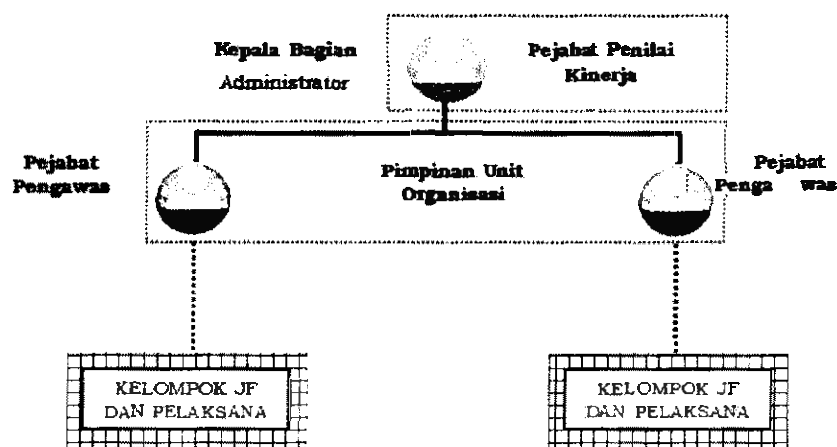 Kepala Bagian
Administrator
Pejabat Penilai
Kinerja
Pejabat
Pengawas
Pimpinan Unit
Organisasi
Pejabat
Penga was
KELOMPOK JF
DAN PELAKSANA
KELOMPOK JF
DAN PELAKSANA